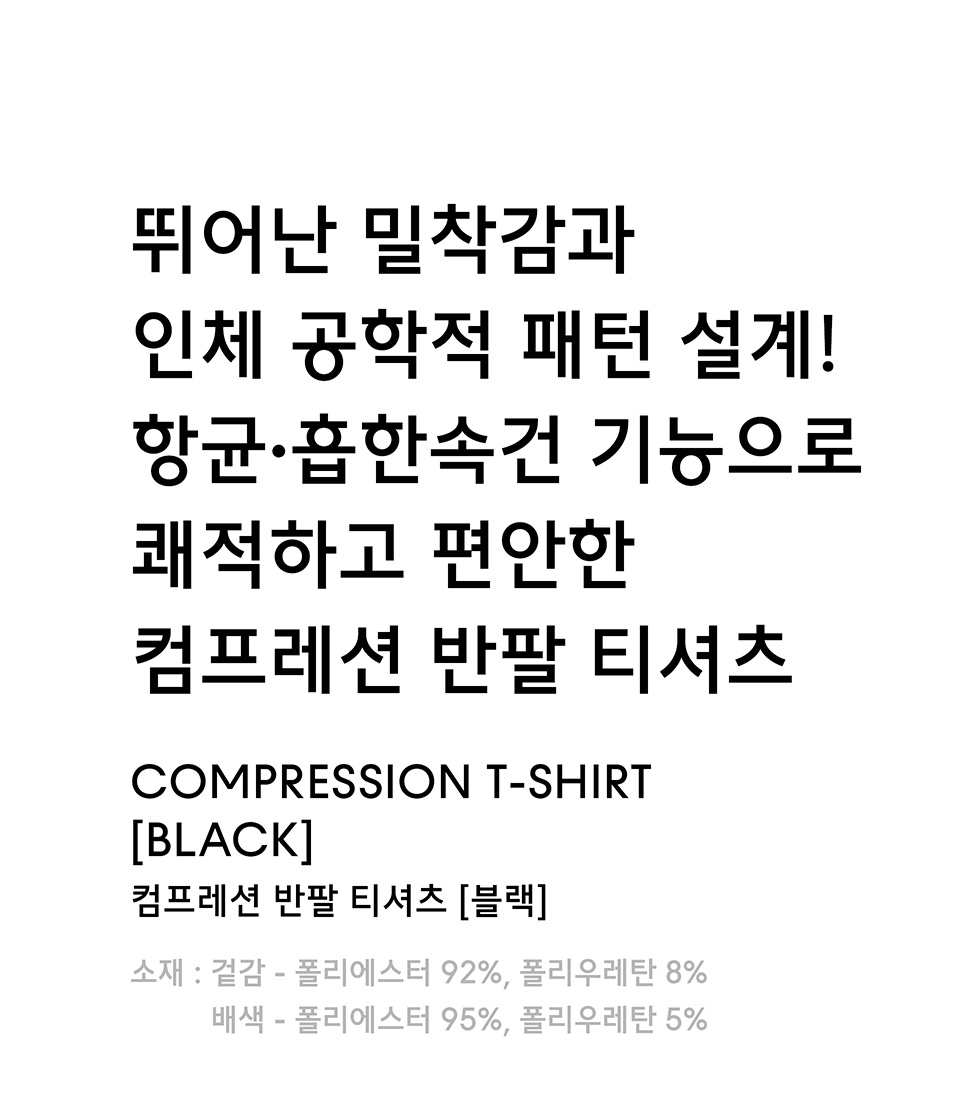 뛰어난 밀착감과
인체 공학적 패턴 설계!
항균·흡한속건 기능으로
쾌적하고 편안한
컴프레션 반팔 티셔츠
COMPRESSION T-SHIRT
[BLACK]
컴프레션 반팔 티셔츠 [블랙]
소재 : 겉감 - 폴리에스터 92%, 폴리우레탄 8%
배색 - 폴리에스터 95%, 폴리우레탄 5%